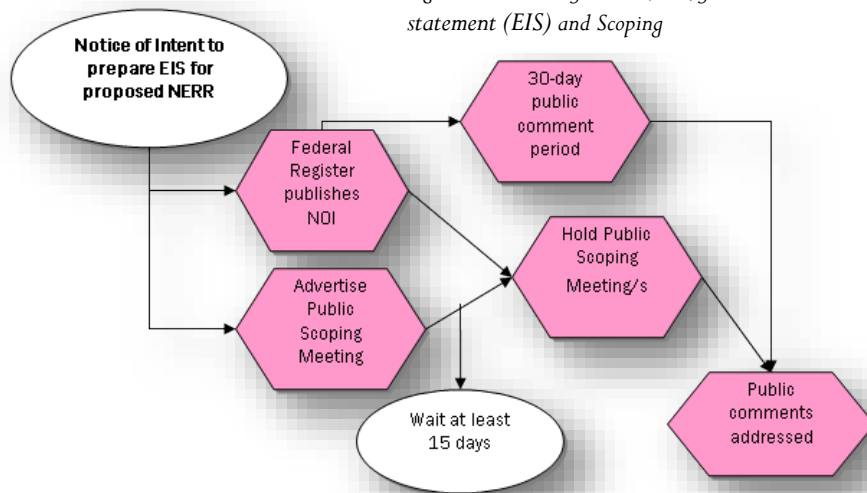 statement (EIS) and Scoping
Notice of Intent to
prepare EIS for
proposed NERR
30-day
public
comment
period
Federal
Register
publishes
NOI
Hold Public
Scoping
Meeting/s
Advertise
Public
Scoping
Meeting
Wait at least
15 days
Public
comments
addressed